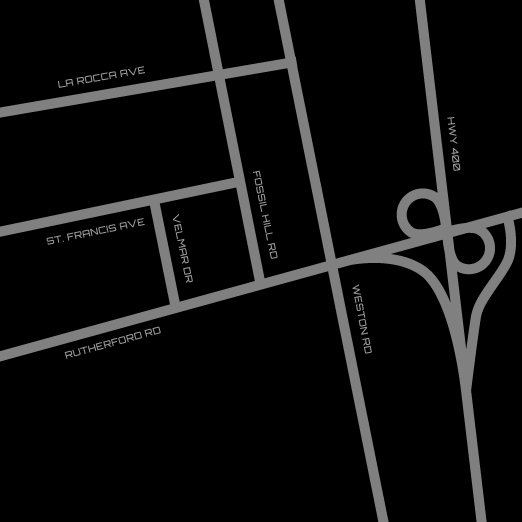 LA ROCCA AVE
HWY 400
FOSSIL HILL RD
ST. FRANCIS AVE
VELMAR DR
WESTON RD
RUTHERFORD RD